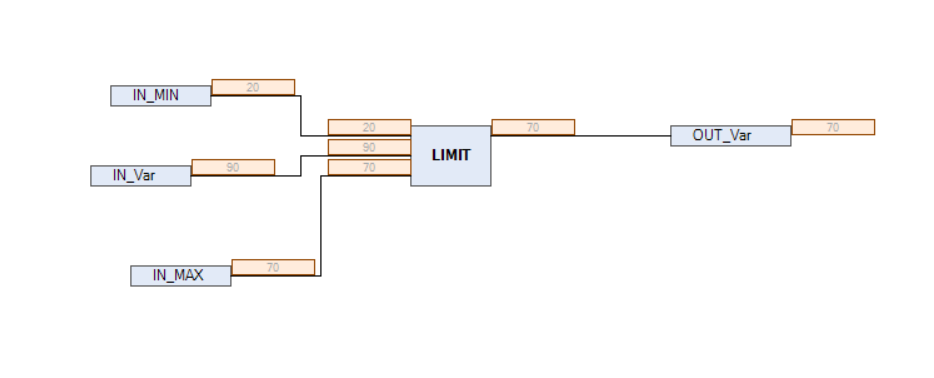 IN_MIN 20
20
90
70
LIMIT
70
OUT_Var 70
IN_Var 90
IN_MAX 70